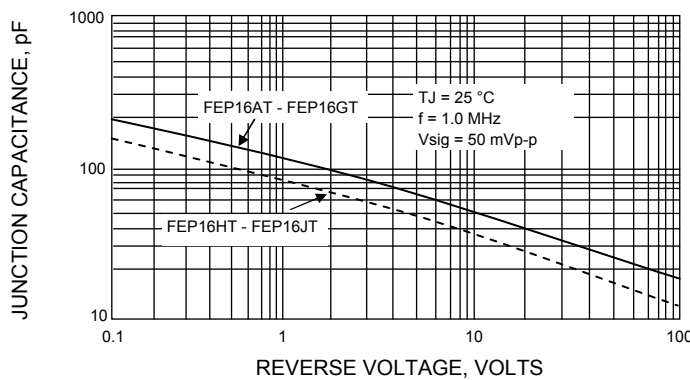 JUNCTION CAPACITANCE, pF
1000
100
10
FEP16AT - FEP16GT
TJ = 25 °C
f = 1.0 MHz
Vsig = 50 mVp-p
FEP16HT - FEP16JT
0.1
1
10
100
REVERSE VOLTAGE, VOLTS